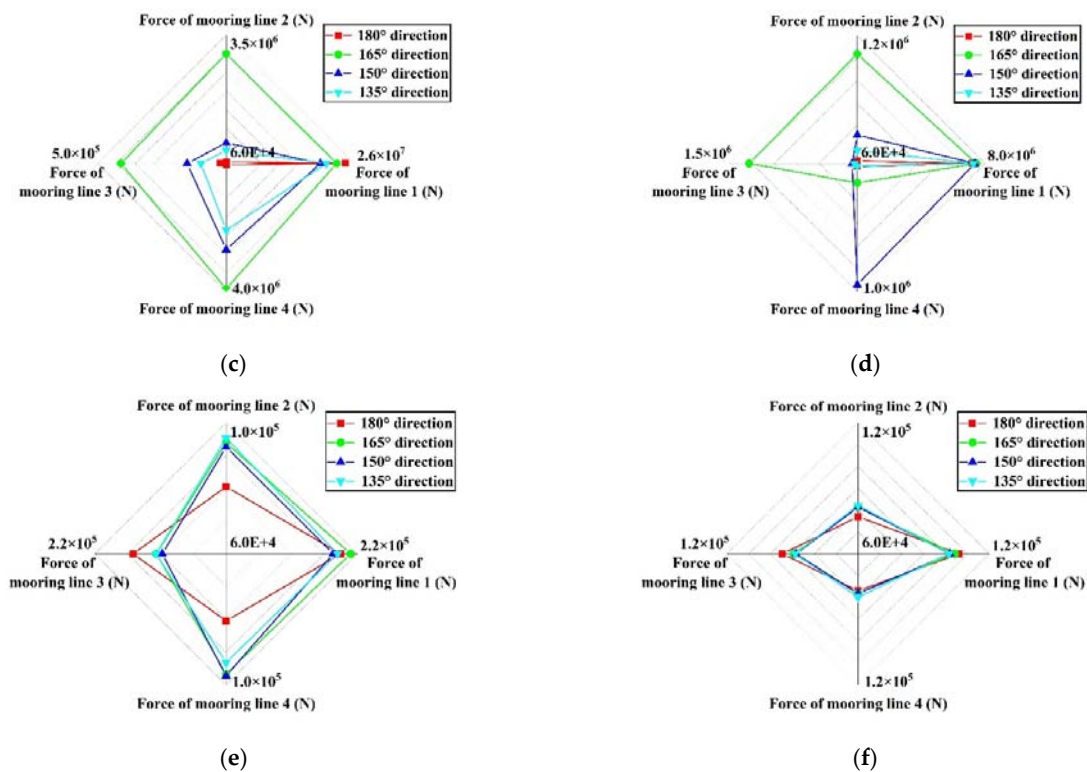 Force of mooring line 2 (N)
3.5×10⁶
180° direction
165° direction
150° direction
135° direction
6.0E+4
5.0×10⁵
Force of
mooring line 3 (N)
2.6×10⁷
Force of
mooring line 1 (N)
4.0×10⁶
Force of mooring line 4 (N)
(c)
Force of mooring line 2 (N)
1.2×10⁶
180° direction
165° direction
150° direction
135° direction
6.0E+4
1.5×10⁶
Force of
mooring line 3 (N)
8.0×10⁶
Force of
mooring line 1 (N)
1.0×10⁶
Force of mooring line 4 (N)
(d)
Force of mooring line 2 (N)
1.0×10⁵
180° direction
165° direction
150° direction
135° direction
6.0E+4
2.2×10⁵
Force of
mooring line 3 (N)
2.2×10⁵
Force of
mooring line 1 (N)
1.0×10⁵
Force of mooring line 4 (N)
(e)
Force of mooring line 2 (N)
1.2×10⁵
180° direction
165° direction
150° direction
135° direction
6.0E+4
1.2×10⁵
Force of
mooring line 3 (N)
1.2×10⁵
Force of
mooring line 1 (N)
1.2×10⁵
Force of mooring line 4 (N)
(f)